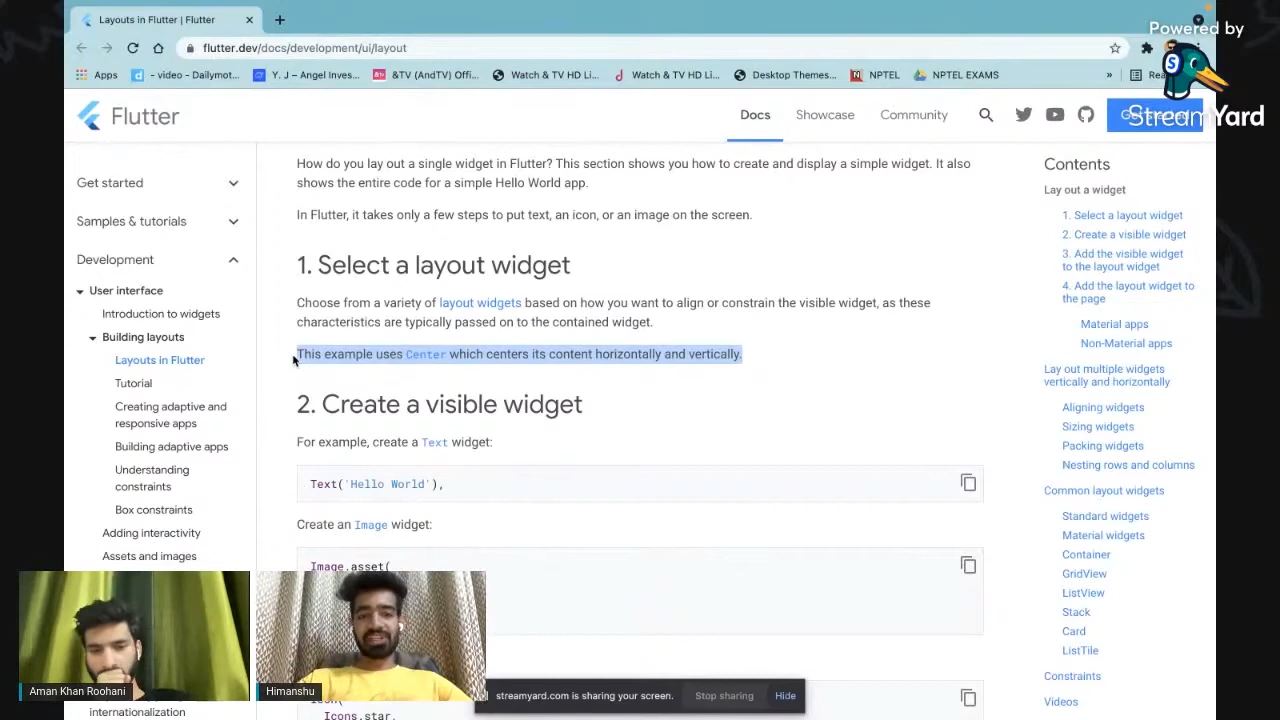 Layouts in Flutter | Flutter
flutter.dev/docs/development/ui/layout
Powered by
Apps
- video - Dailymot...
Y. J – Angel Inves...
&TV (AndTV) Offi...
Watch & TV HD Li...
Watch & TV HD Li...
Desktop Themes...
NPTEL
NPTEL EXAMS
»
StreamYard
Flutter
Docs
Showcase
Community
Get started
Samples & tutorials
Development
User interface
Introduction to widgets
Building layouts
Layouts in Flutter
Tutorial
Creating adaptive and
responsive apps
Building adaptive apps
Understanding
constraints
Box constraints
Adding interactivity
Assets and images
internationalization
How do you lay out a single widget in Flutter? This section shows you how to create and display a simple widget. It also
shows the entire code for a simple Hello World app.
In Flutter, it takes only a few steps to put text, an icon, or an image on the screen.
1. Select a layout widget
Choose from a variety of layout widgets based on how you want to align or constrain the visible widget, as these
characteristics are typically passed on to the contained widget.
This example uses Center which centers its content horizontally and vertically.
2. Create a visible widget
For example, create a Text widget:
Text('Hello World'),
Create an Image widget:
Image.asset(
Icon(
Icons.star,
Contents
Lay out a widget
1. Select a layout widget
2. Create a visible widget
3. Add the visible widget
to the layout widget
4. Add the layout widget to
the page
Material apps
Non-Material apps
Lay out multiple widgets
vertically and horizontally
Aligning widgets
Sizing widgets
Packing widgets
Nesting rows and columns
Common layout widgets
Standard widgets
Material widgets
Container
GridView
ListView
Stack
Card
ListTile
Constraints
Videos
Aman Khan Roohani
Himanshu
streamyard.com is sharing your screen.
Stop sharing
Hide